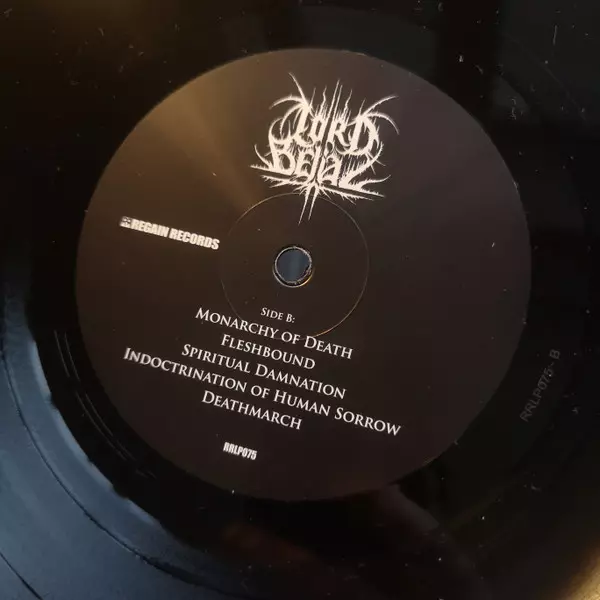 LORD
BELIAL
REGAIN RECORDS
SIDE B:
MONARCHY OF DEATH
FLESHBOUND
SPIRITUAL DAMNATION
INDOCTRINATION OF HUMAN SORROW
DEATHMARCH
RRLP075
RRLP075 - B